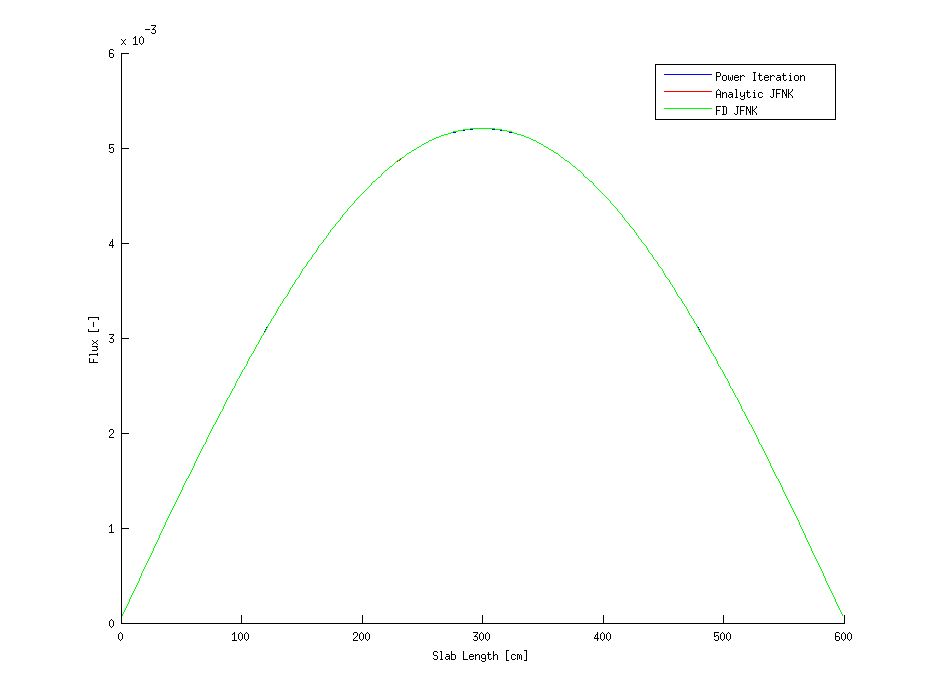 x 10^-3
6
5
4
3
2
1
0
Flux [-]
0 100 200 300 400 500 600
Slab Length [cm]
Power Iteration
Analytic JFNK
FD JFNK